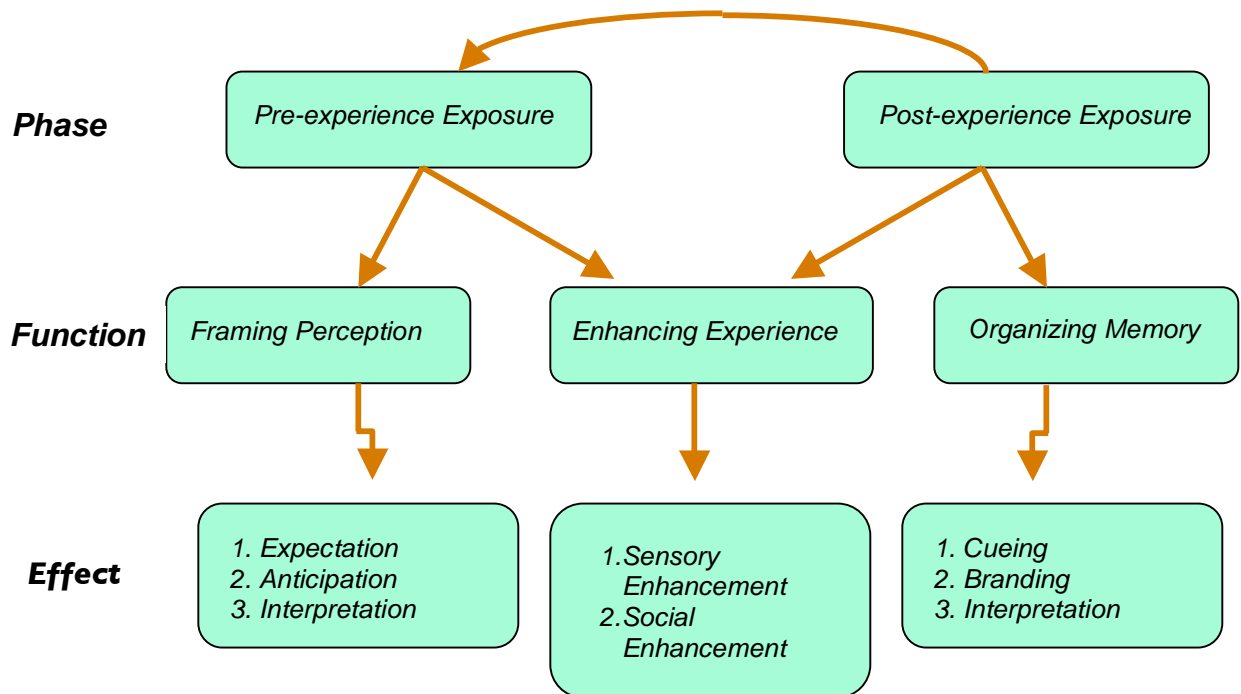 Phase
Pre-experience Exposure
Post-experience Exposure
Function
Framing Perception
Enhancing Experience
Organizing Memory
Effect
1. Expectation
2. Anticipation
3. Interpretation
1.Sensory
Enhancement
2.Social
Enhancement
1. Cueing
2. Branding
3. Interpretation